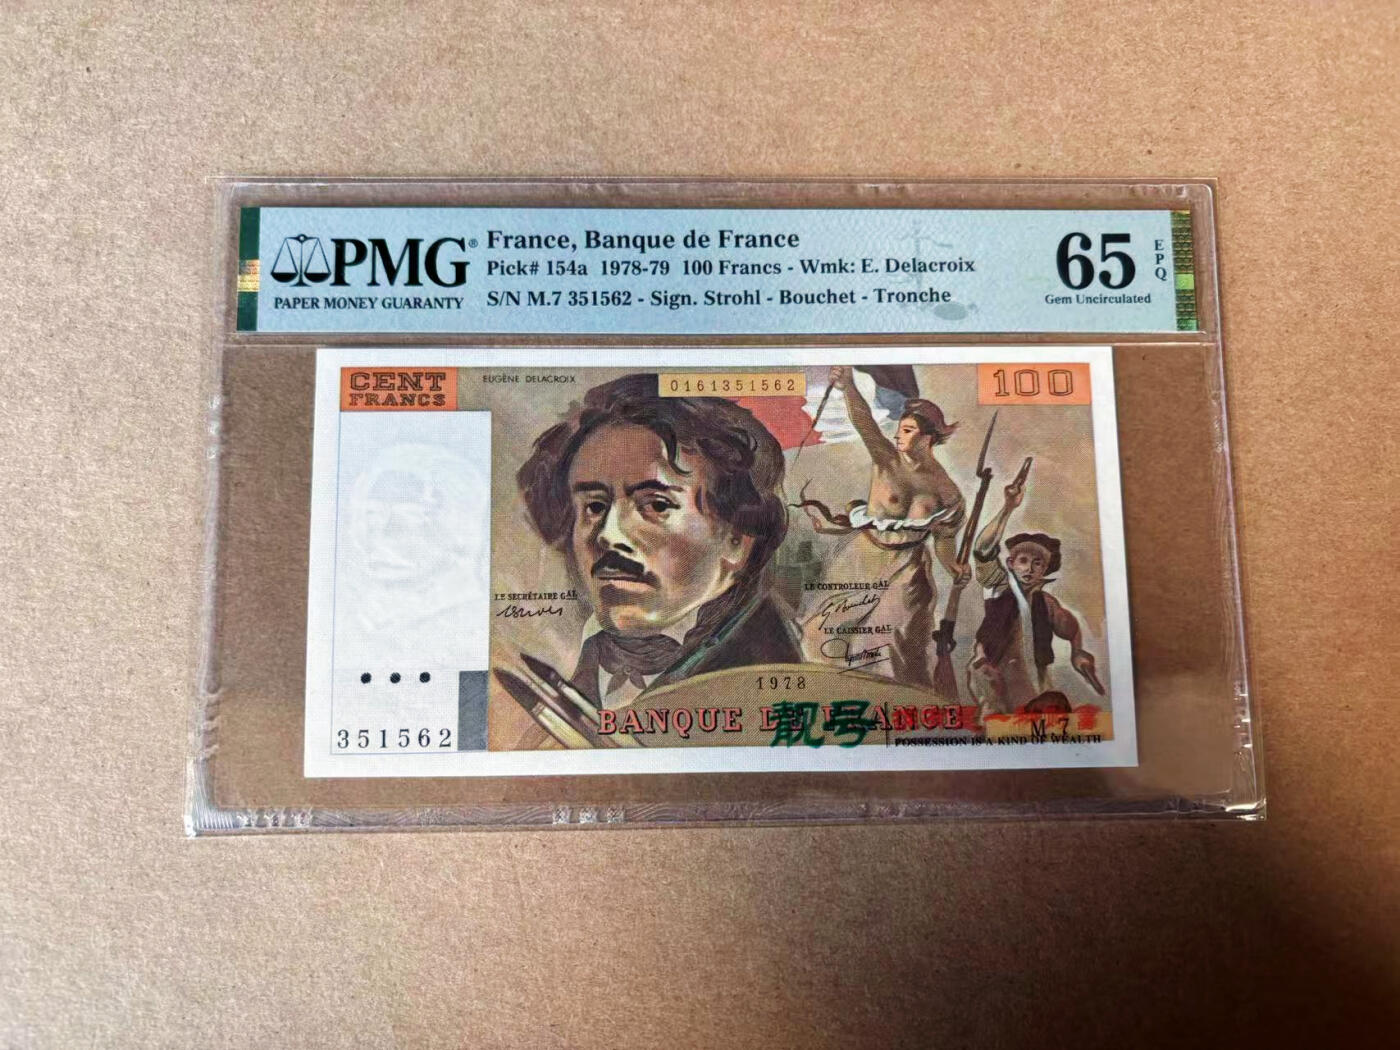 PMG®
PAPER MONEY GUARANTY
France, Banque de France
Pick# 154a 1978-79 100 Francs - Wmk: E. Delacroix
S/N M.7 351562 - Sign. Strohl - Bouchet - Tronche
65
EPQ
Gem Uncirculated
CENT
FRANCS
EUGÈNE DELACROIX
0161351562
100
LE SECRÉTAIRE GAL
LE CONTROLEUR GAL
LE CAISSIER GAL
1978
BANQUE DE FRANCE
M.7
351562
靓号
POSSESSION IS A KIND OF WEALTH